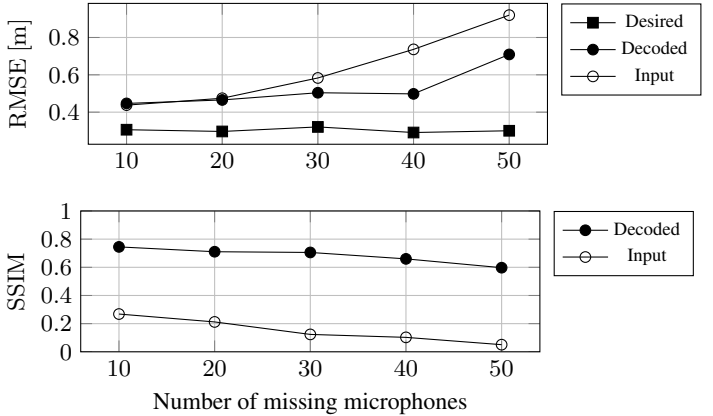 RMSE [m]
0.8
0.6
0.4
10 20 30 40 50
Desired
Decoded
Input
SSIM
1
0.8
0.6
0.4
0.2
0
10 20 30 40 50
Number of missing microphones
Decoded
Input